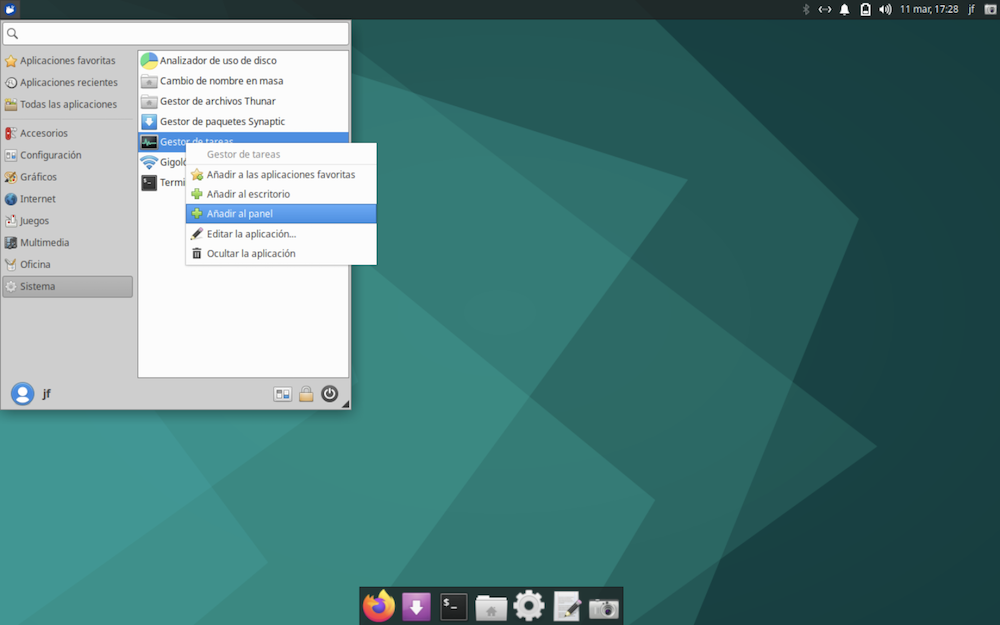 11 mar, 17:28 jf
Aplicaciones favoritas
Aplicaciones recientes
Todas las aplicaciones
Accesorios
Configuración
Gráficos
Internet
Juegos
Multimedia
Oficina
Sistema
Analizador de uso de disco
Cambio de nombre en masa
Gestor de archivos Thunar
Gestor de paquetes Synaptic
Gestor de tareas
Gestor de tareas
Añadir a las aplicaciones favoritas
Añadir al escritorio
Añadir al panel
Editar la aplicación...
Ocultar la aplicación
jf
$_